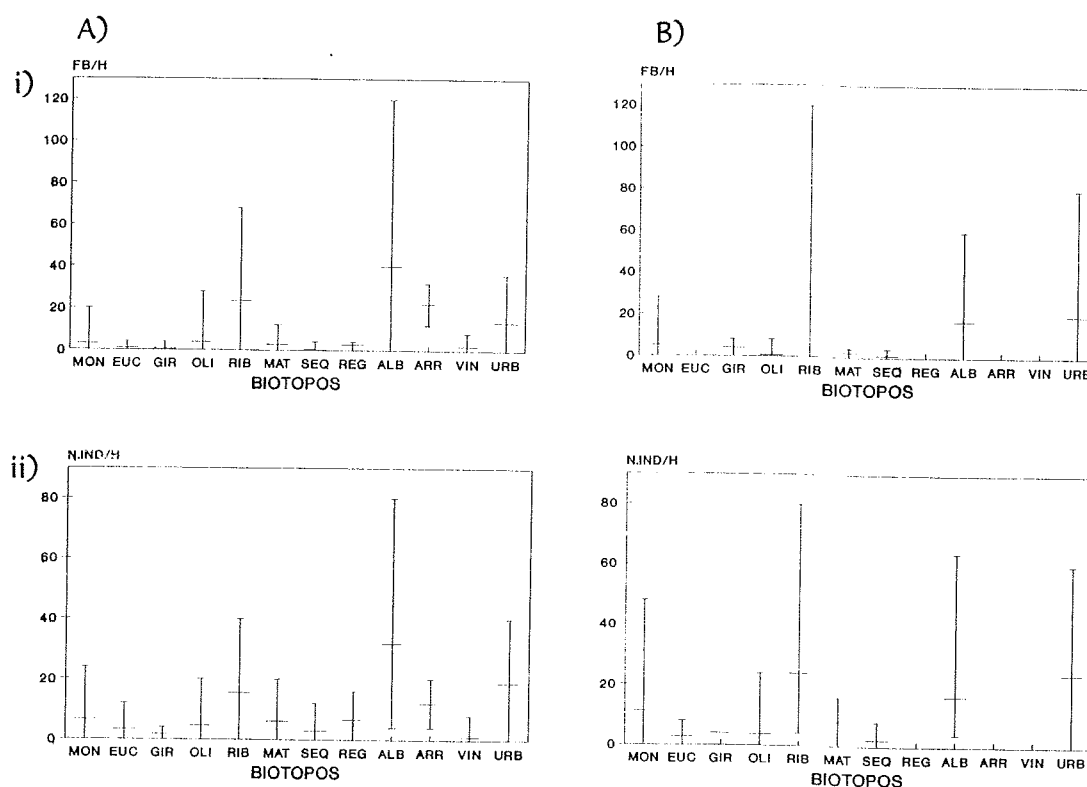 A)
B)
i)
FB/H
120
100
80
60
40
20
0
MON EUC GIR OLI RIB MAT SEQ REG ALB ARR VIN URB
BIOTOPOS
FB/H
120
100
80
60
40
20
0
MON EUC GIR OLI RIB MAT SEQ REG ALB ARR VIN URB
BIOTOPOS
ii)
N.IND/H
80
60
40
20
0
MON EUC GIR OLI RIB MAT SEQ REG ALB ARR VIN URB
BIOTOPOS
N.IND/H
80
60
40
20
0
MON EUC GIR OLI RIB MAT SEQ REG ALB ARR VIN URB
BIOTOPOS